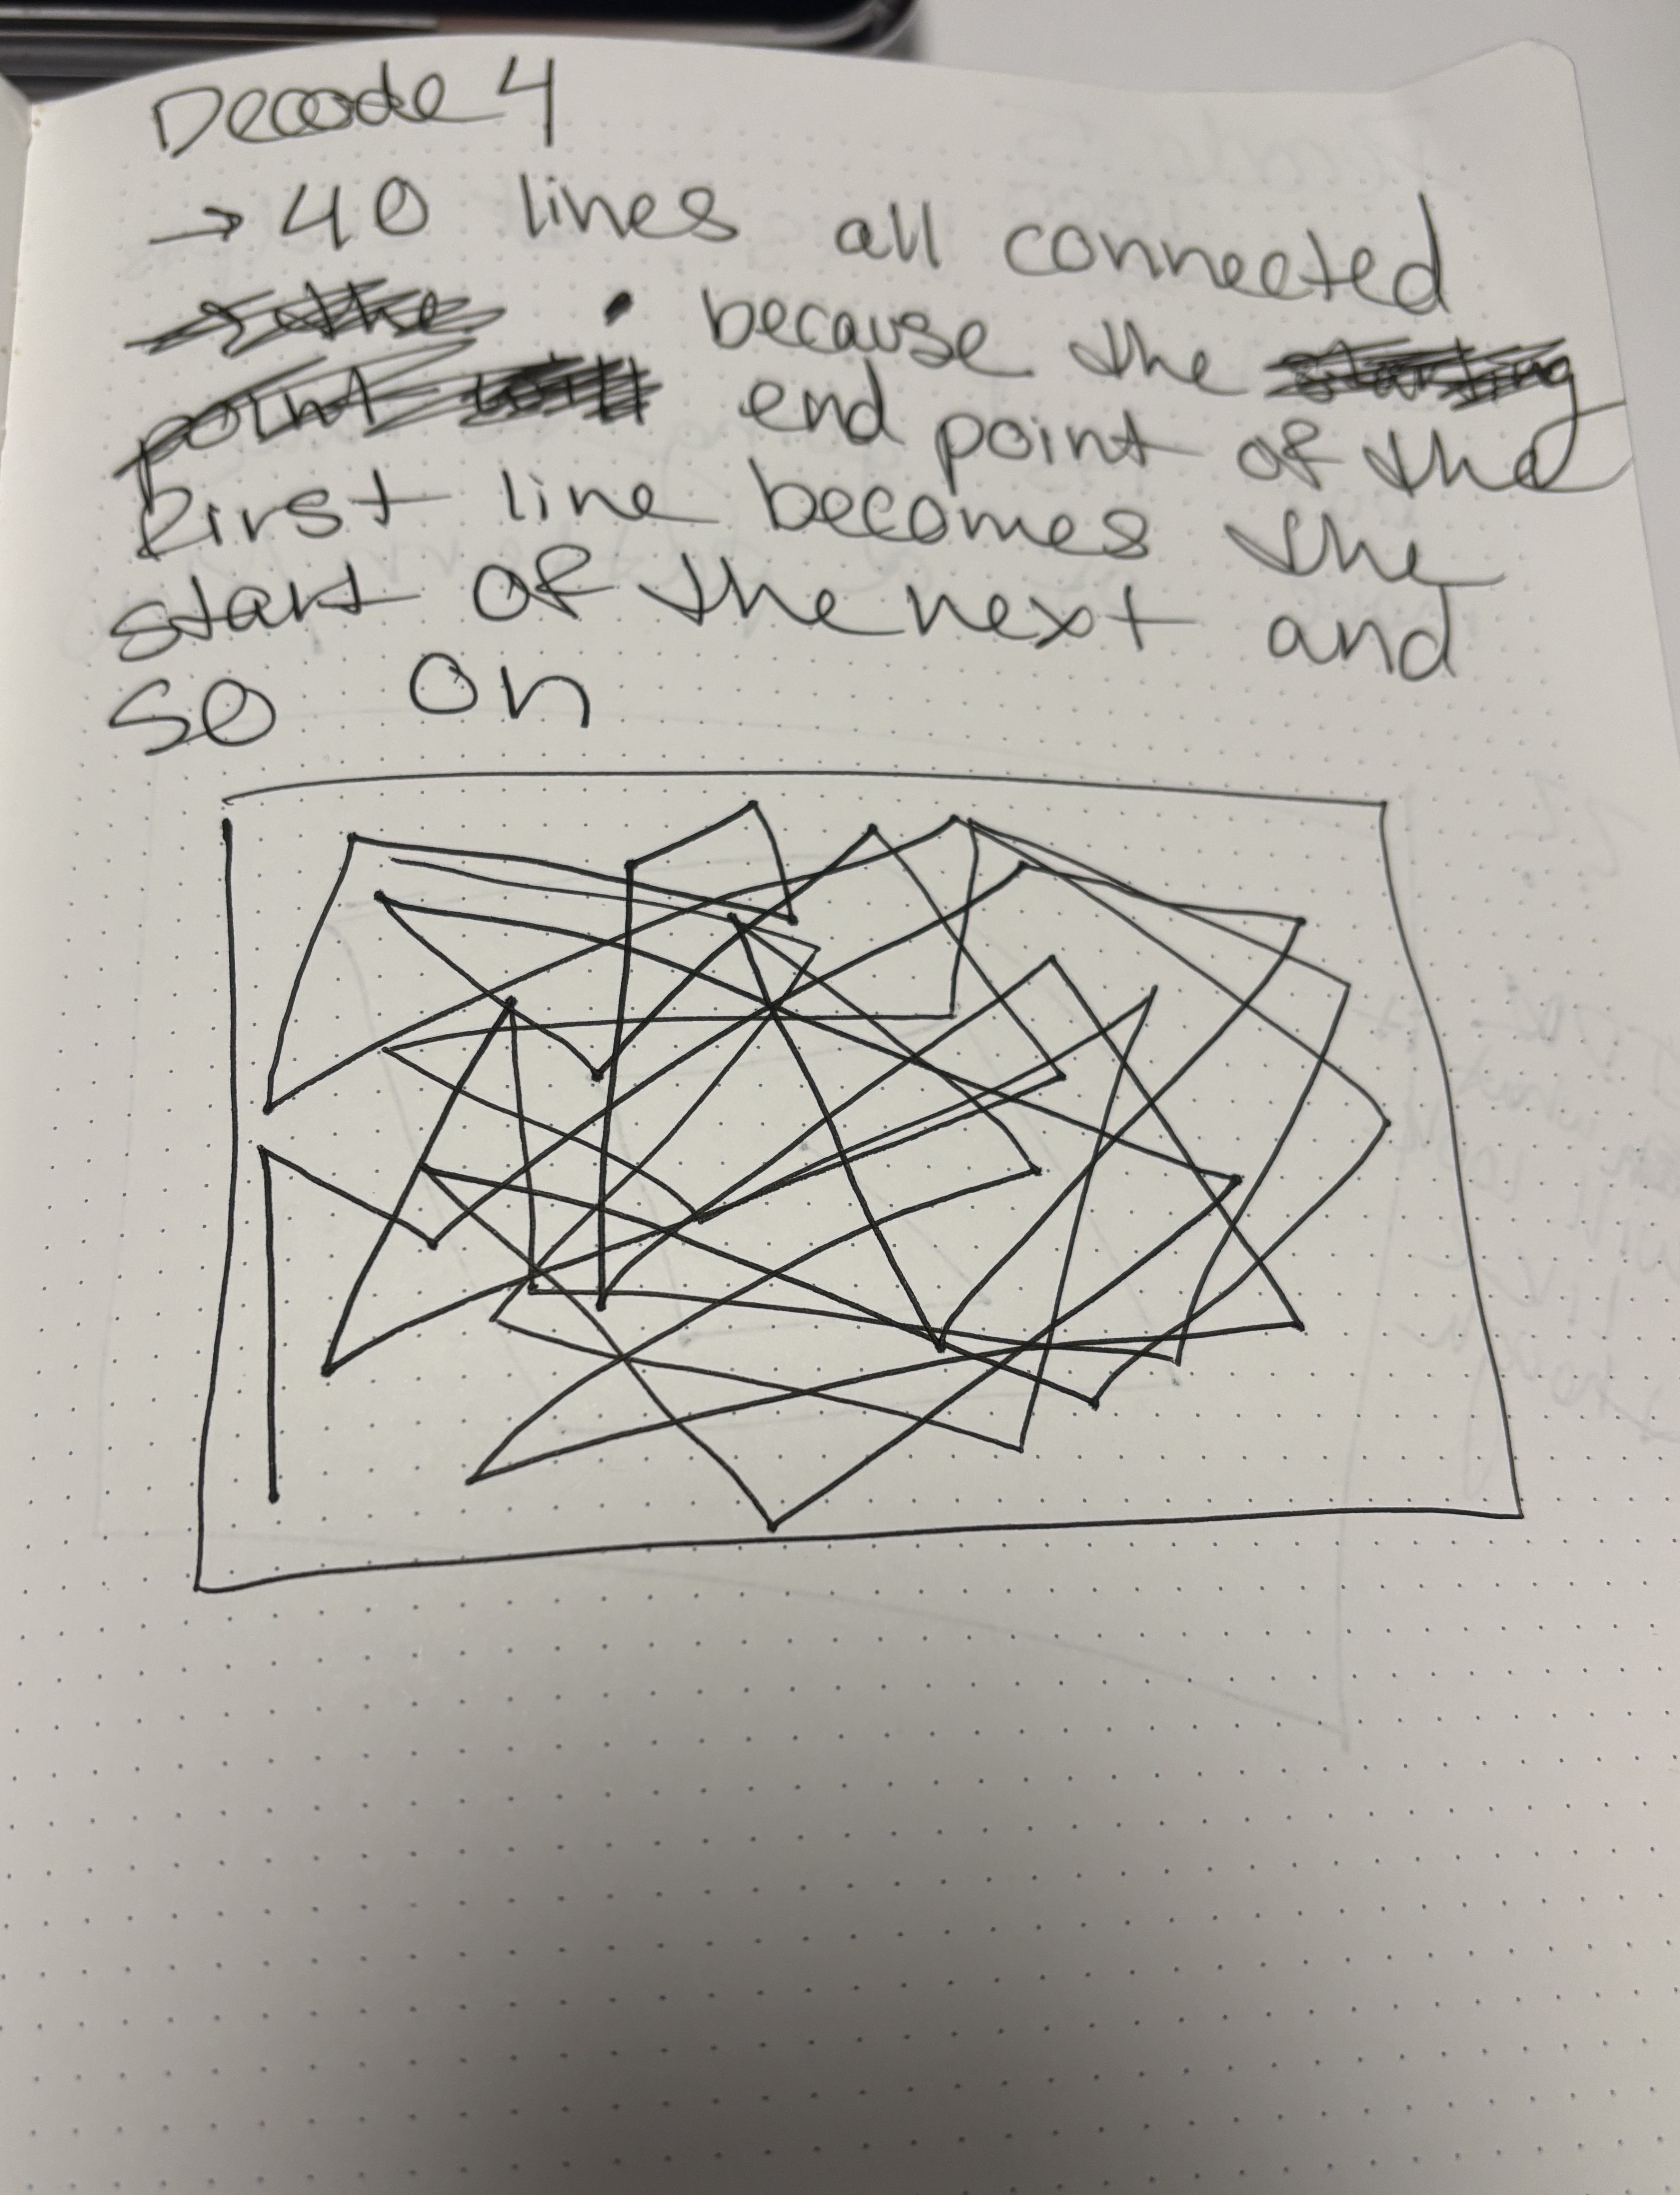 Decode 4
→ 40 lines all connected
because the
end point of the
first line becomes the
start of the next and
so on